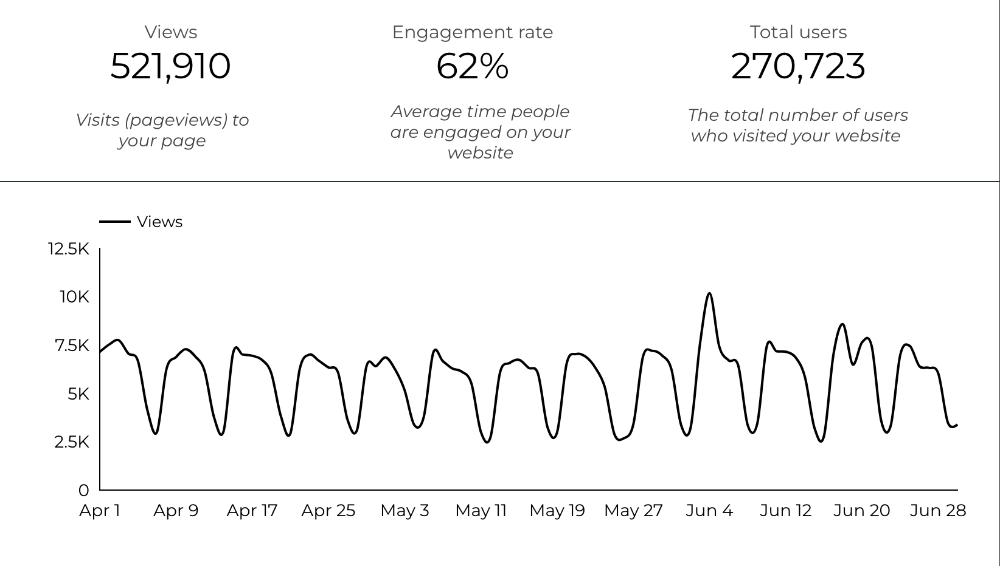 Views
521,910
Visits (pageviews) to
your page
Engagement rate
62%
Average time people
are engaged on your
website
Total users
270,723
The total number of users
who visited your website
Views
12.5K
10K
7.5K
5K
2.5K
0
Apr 1 Apr 9 Apr 17 Apr 25 May 3 May 11 May 19 May 27 Jun 4 Jun 12 Jun 20 Jun 28